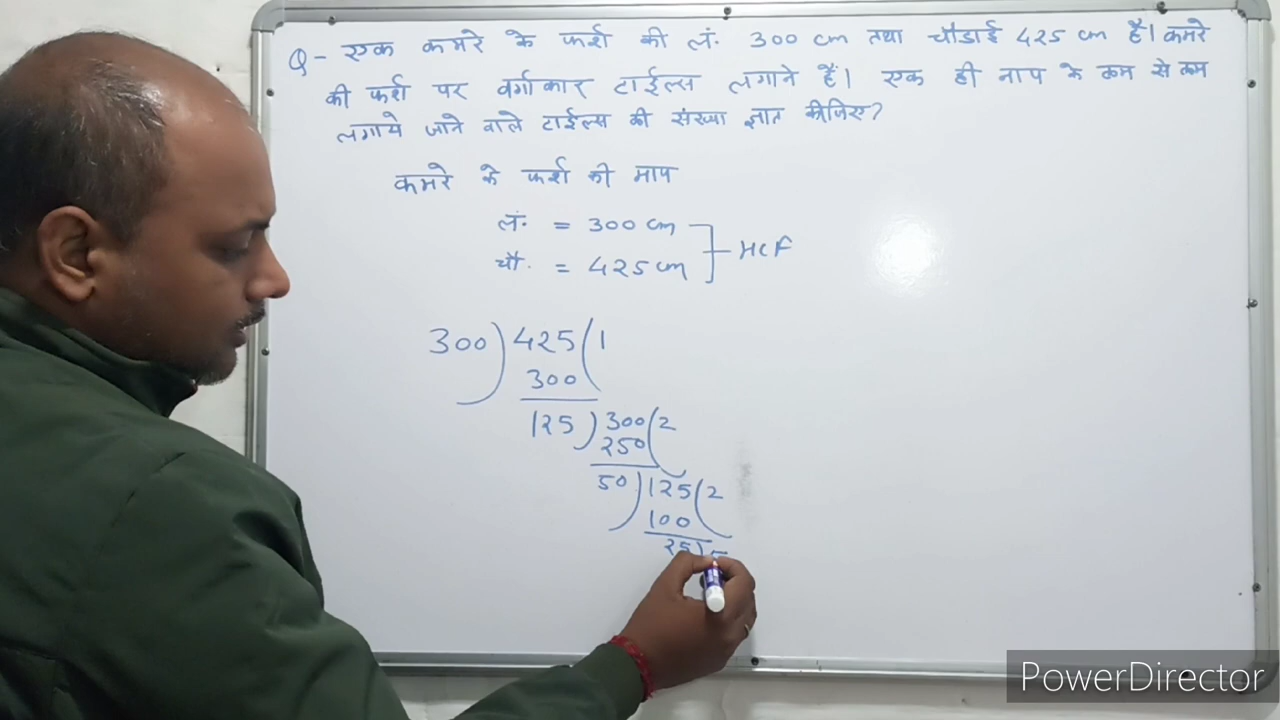 Q- एक कमरे के फर्श की लं. 300 cm तथा चौडाई 425 cm है। कमरे
की फर्श पर वर्गाकार टाईल्स लगाने हैं। एक ही नाप के कम से कम
लगाये जाने वाले टाईल्स की संख्या ज्ञात कीजिए?
कमरे के फर्श की माप
लं. = 300 cm
चौ. = 425 cm
HCF
300) 425 (1
300
125) 300 (2
250
50) 125 (2
100
25) 5
PowerDirector